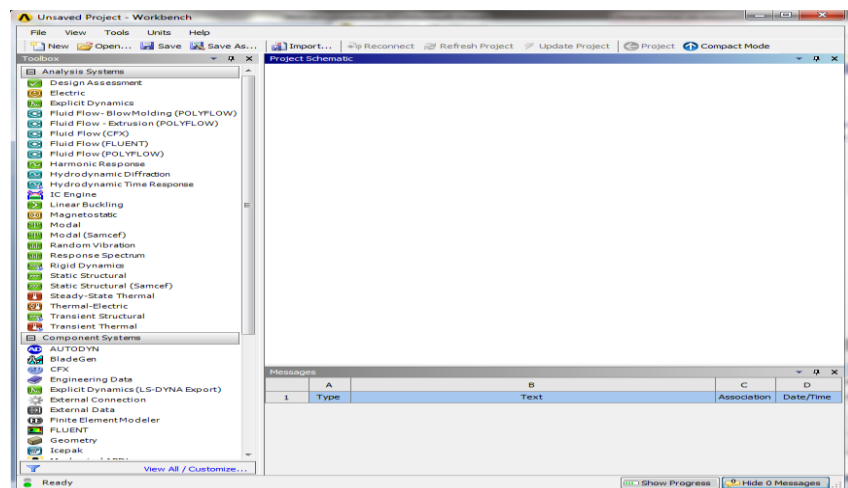 Unsaved Project - Workbench
File View Tools Units Help
New Open... Save Save As... Import... Reconnect Refresh Project Update Project Project Compact Mode
Toolbox
Project Schematic
Analysis Systems
Design Assessment
Electric
Explicit Dynamics
Fluid Flow- BlowMolding (POLYFLOW)
Fluid Flow - Extrusion (POLYFLOW)
Fluid Flow (CFX)
Fluid Flow (FLUENT)
Fluid Flow (POLYFLOW)
Harmonic Response
Hydrodynamic Diffraction
Hydrodynamic Time Response
IC Engine
Linear Buckling
Magnetostatic
Modal
Modal (Samcef)
Random Vibration
Response Spectrum
Rigid Dynamics
Static Structural
Static Structural (Samcef)
Steady-State Thermal
Thermal-Electric
Transient Structural
Transient Thermal
Component Systems
AUTODYN
BladeGen
CFX
Engineering Data
Explicit Dynamics (LS-DYNA Export)
External Connection
External Data
Finite Element Modeler
FLUENT
Geometry
Icepak
View All / Customize...
Messages
A B C D
1 Type Text Association Date/Time
Ready
Show Progress Hide 0 Messages